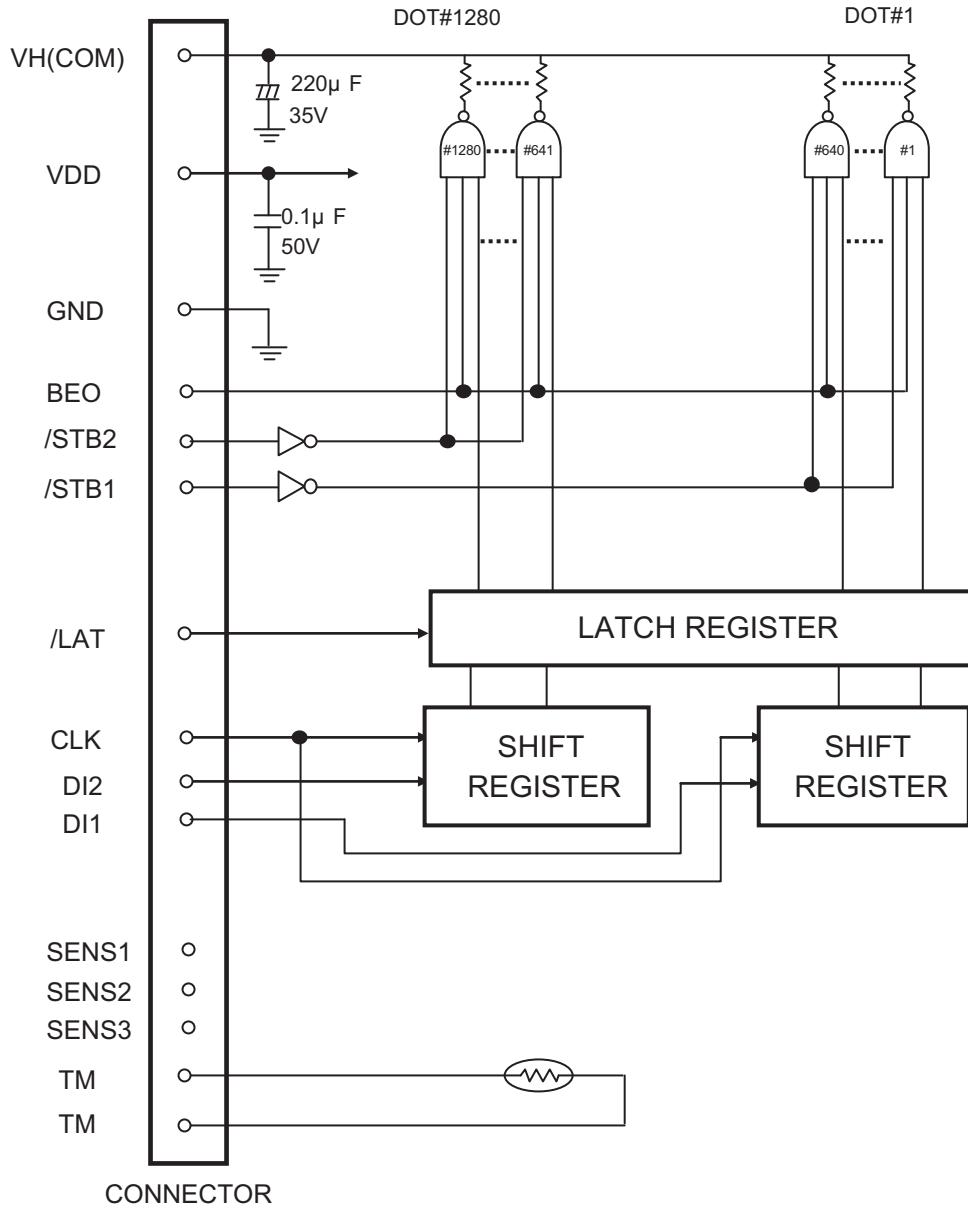 DOT#1280
DOT#1
VH(COM)
220μ F
35V
#1280
#641
#640
#1
VDD
0.1μ F
50V
GND
BEO
/STB2
/STB1
/LAT
LATCH REGISTER
CLK
SHIFT
REGISTER
SHIFT
REGISTER
DI2
DI1
SENS1
SENS2
SENS3
TM
TM
CONNECTOR